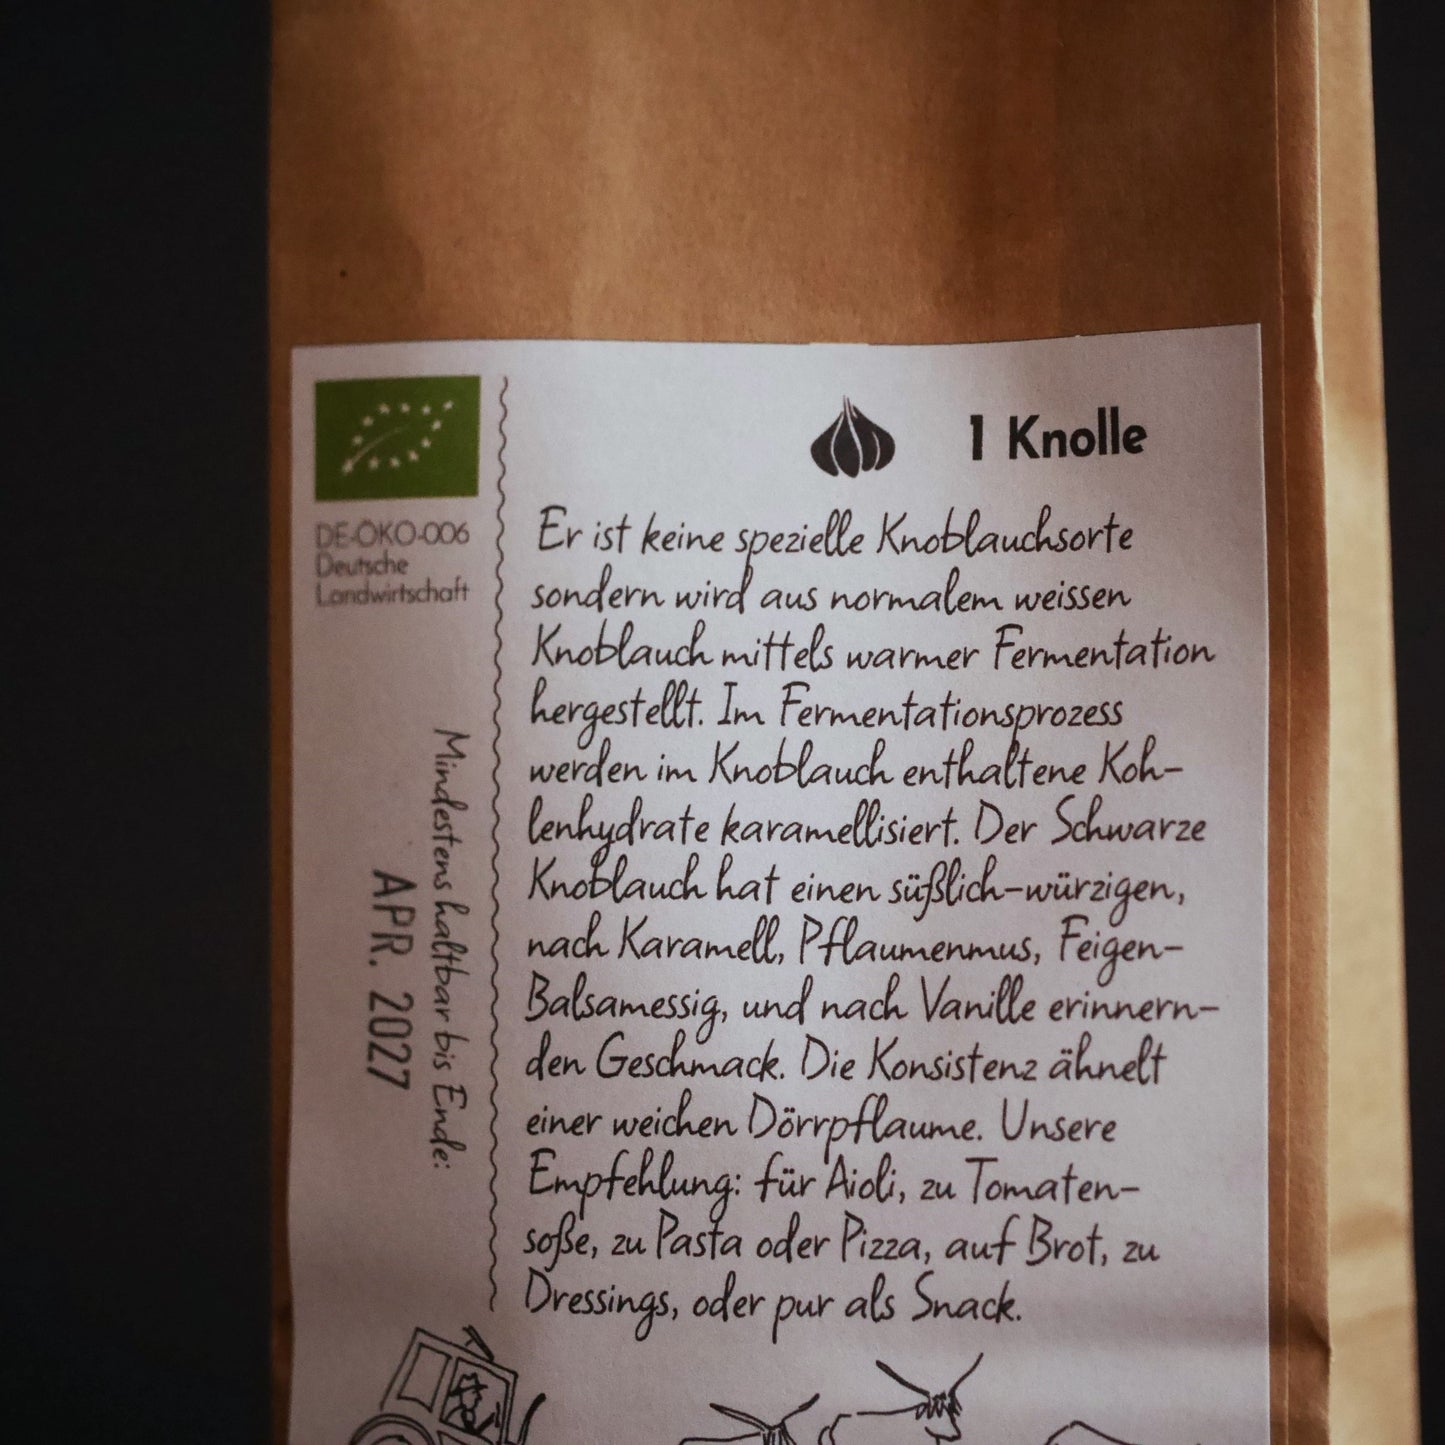 DE-ÖKO-006
Deutsche
Landwirtschaft
Mindestens haltbar bis Ende:
APR. 2027
1 Knolle
Er ist keine spezielle Knoblauchsorte
sondern wird aus normalem weissen
Knoblauch mittels warmer Fermentation
hergestellt. Im Fermentationsprozess
werden im Knoblauch enthaltene Koh-
lenhydrate karamellisiert. Der Schwarze
Knoblauch hat einen süßlich-würzigen,
nach Karamell, Pflaumenmus, Feigen-
Balsamessig, und nach Vanille erinnern-
den Geschmack. Die Konsistenz ähnelt
einer weichen Dörrpflaume. Unsere
Empfehlung: für Aioli, zu Tomaten-
soße, zu Pasta oder Pizza, auf Brot, zu
Dressings, oder pur als Snack.